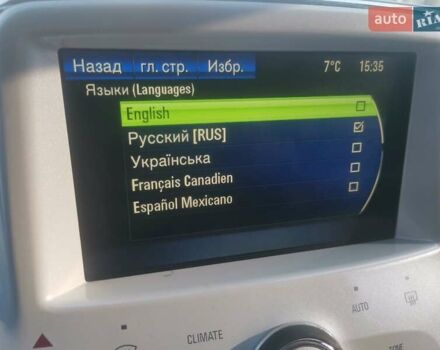 auto RIA
Назад гл. стр. Избр. 7°C 15:35
Языки (Languages)
English
Русский [RUS]
Українська
Français Canadien
Español Mexicano
AUTO
CLIMATE
TONE